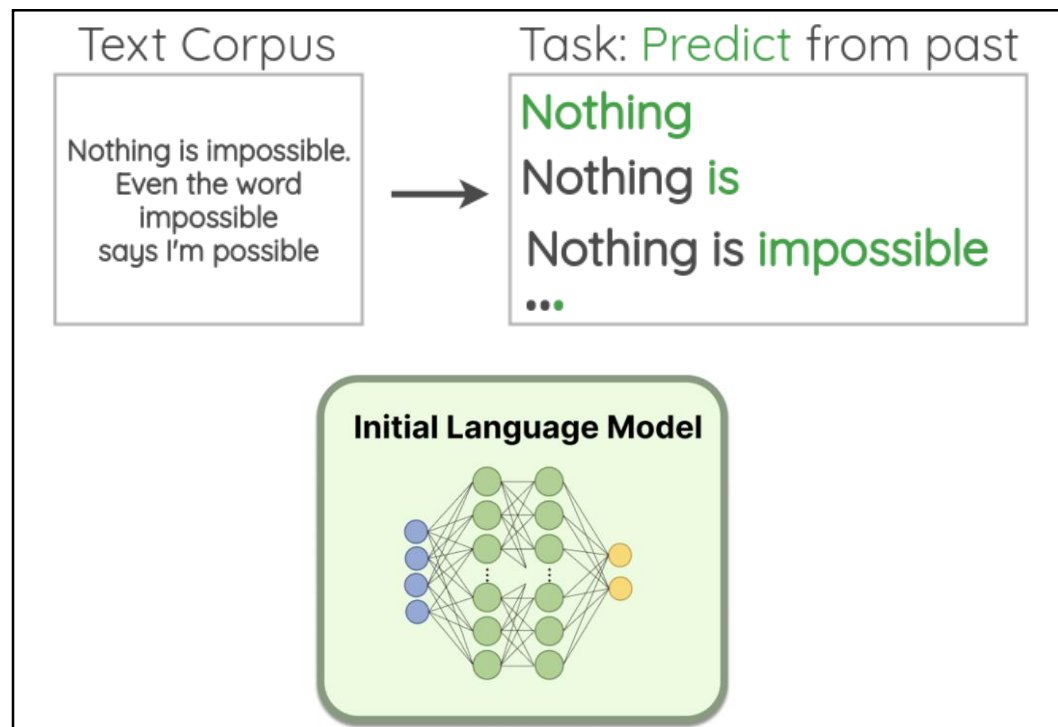 Text Corpus
Task: Predict from past
Nothing is impossible.
Even the word
impossible
says I'm possible
Nothing
Nothing is
Nothing is impossible
...
Initial Language Model